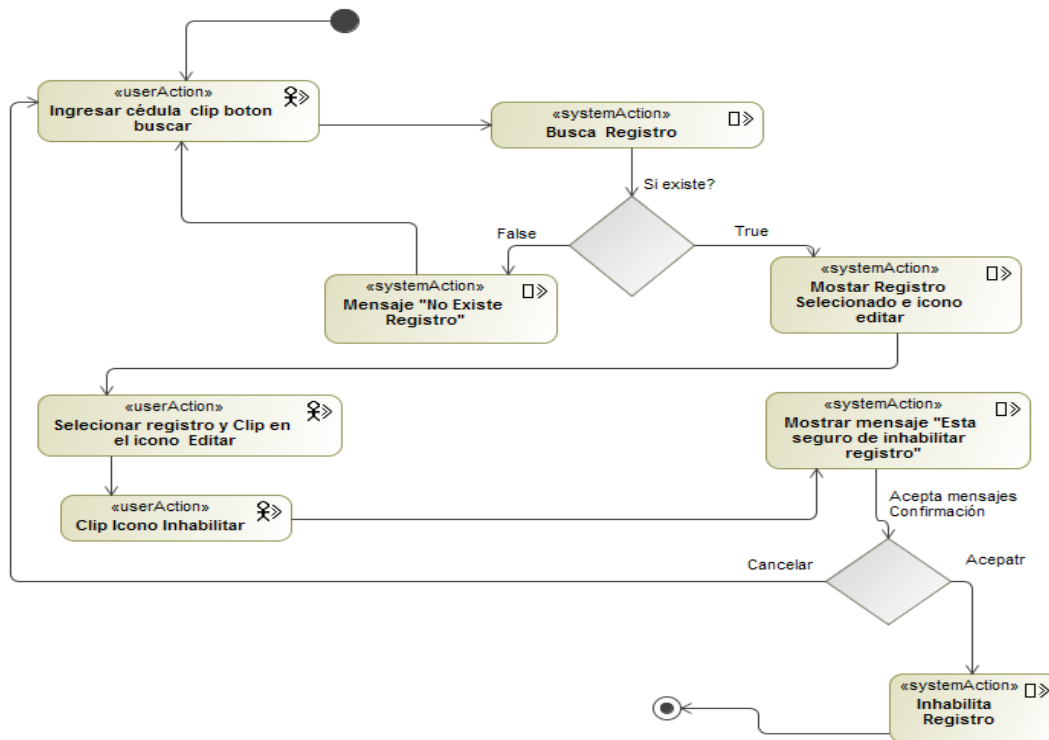 «userAction»
Ingresar cédula clip boton
buscar
«systemAction»
Busca Registro
Si existe?
False
True
«systemAction»
Mensaje "No Existe
Registro"
«systemAction»
Mostar Registro
Selecionado e icono
editar
«userAction»
Selecionar registro y Clip en
el icono Editar
«systemAction»
Mostrar mensaje "Esta
seguro de inhabilitar
registro"
«userAction»
Clip Icono Inhabilitar
Acepta mensajes
Confirmación
Cancelar
Acepatr
«systemAction»
Inhabilita
Registro